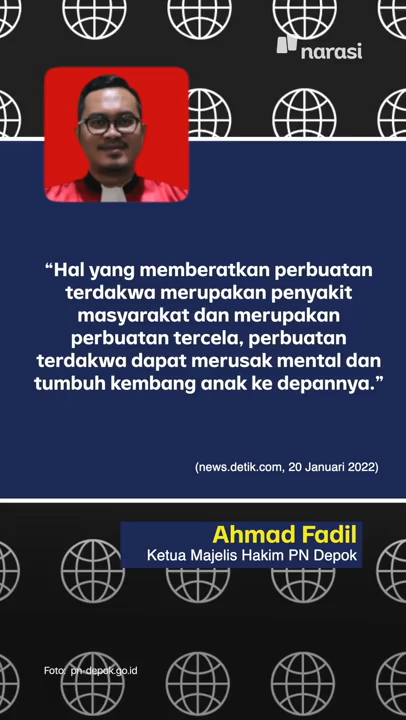 narasi
“Hal yang memberatkan perbuatan
terdakwa merupakan penyakit
masyarakat dan merupakan
perbuatan tercela, perbuatan
terdakwa dapat merusak mental dan
tumbuh kembang anak ke depannya.”
(news.detik.com, 20 Januari 2022)
Ahmad Fadil
Ketua Majelis Hakim PN Depok
Foto: pn-depok.go.id